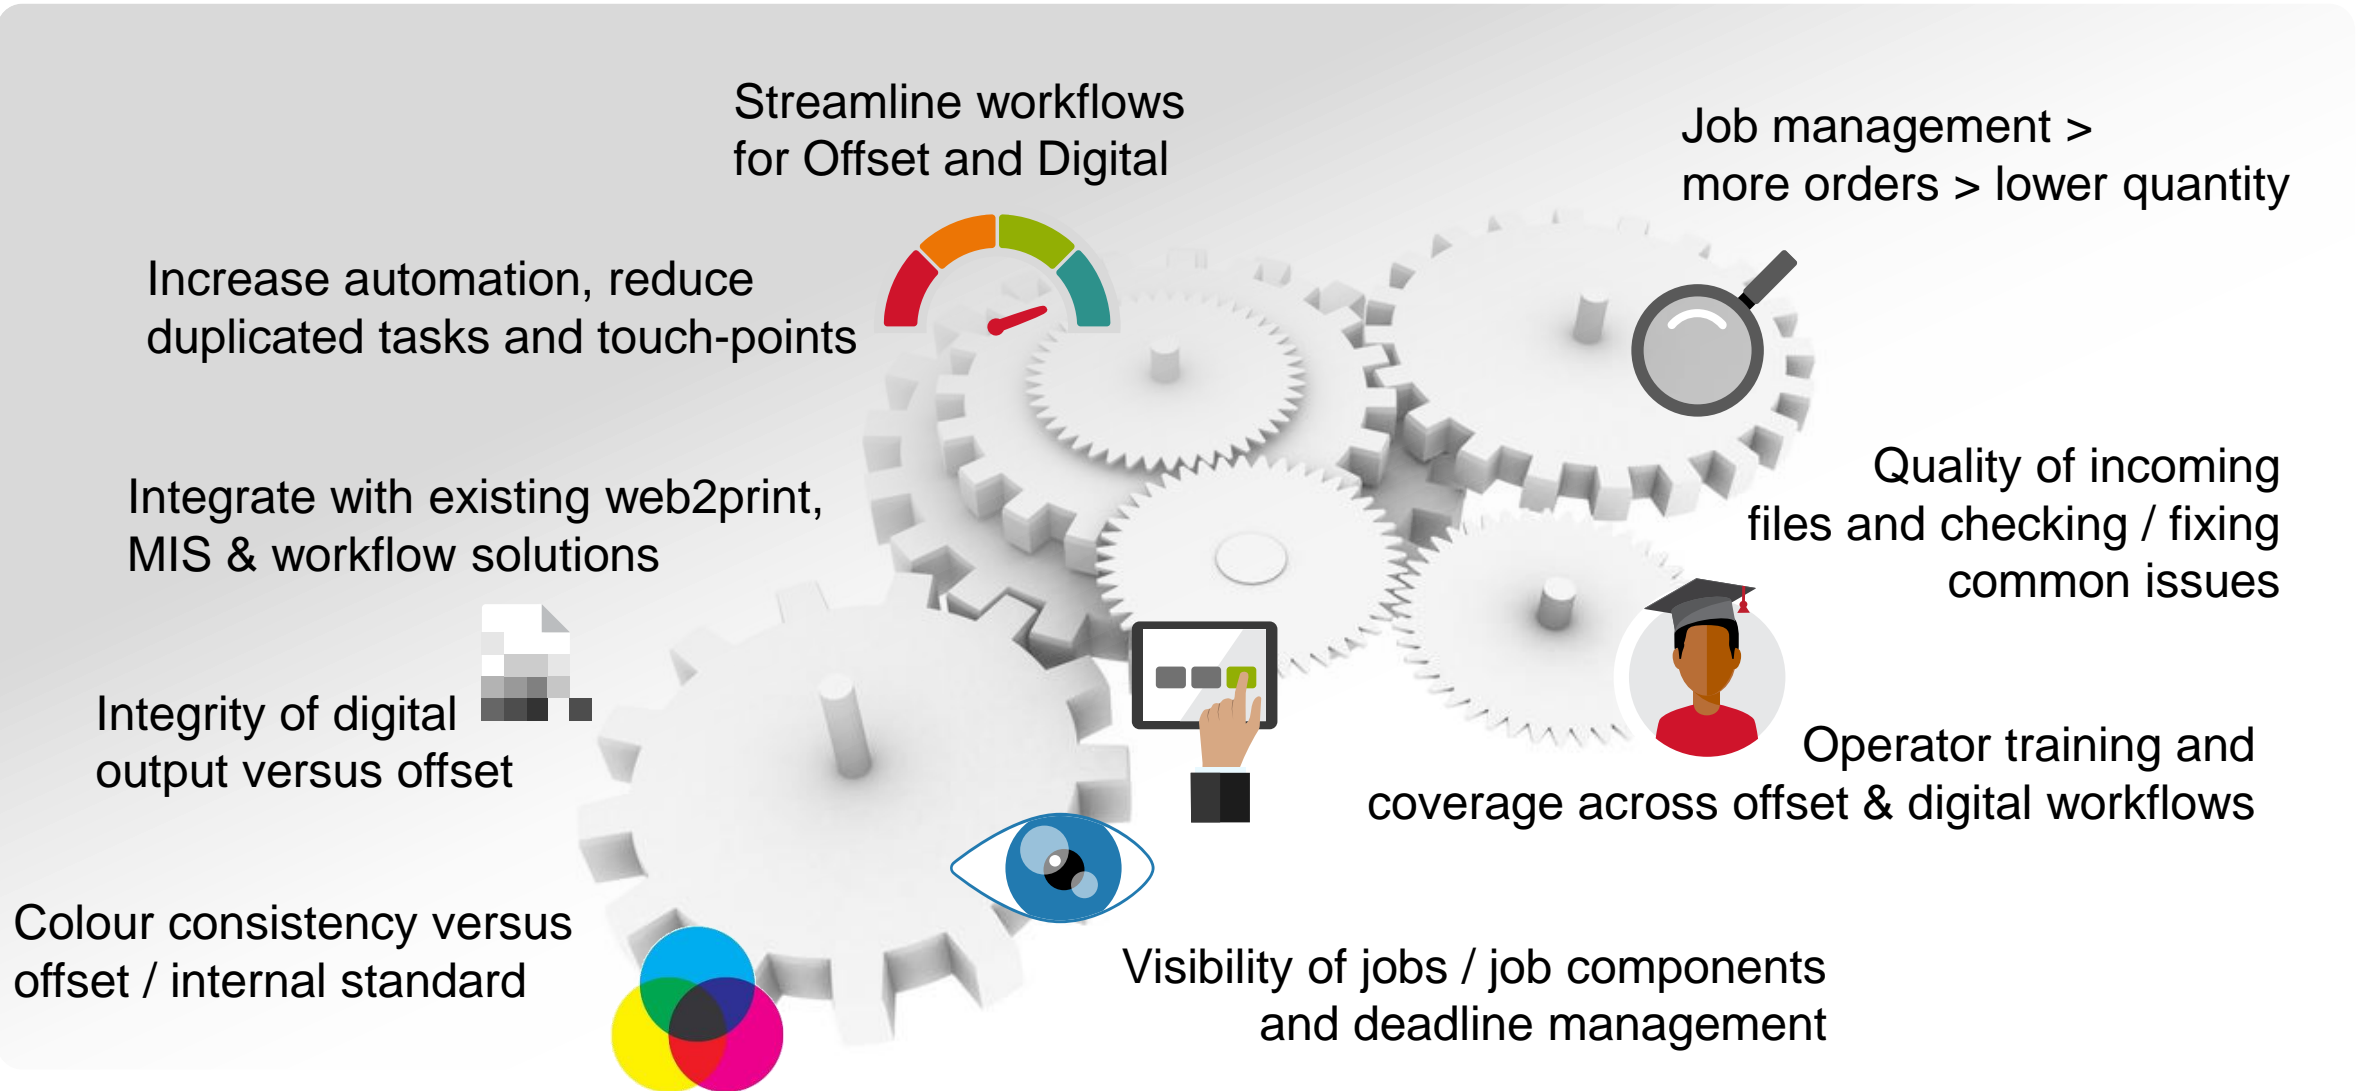 Streamline workflows
for Offset and Digital
Job management >
more orders > lower quantity
Increase automation, reduce
duplicated tasks and touch-points
Integrate with existing web2print,
MIS & workflow solutions
Quality of incoming
files and checking / fixing
common issues
Integrity of digital
output versus offset
Operator training and
coverage across offset & digital workflows
Colour consistency versus
offset / internal standard
Visibility of jobs / job components
and deadline management